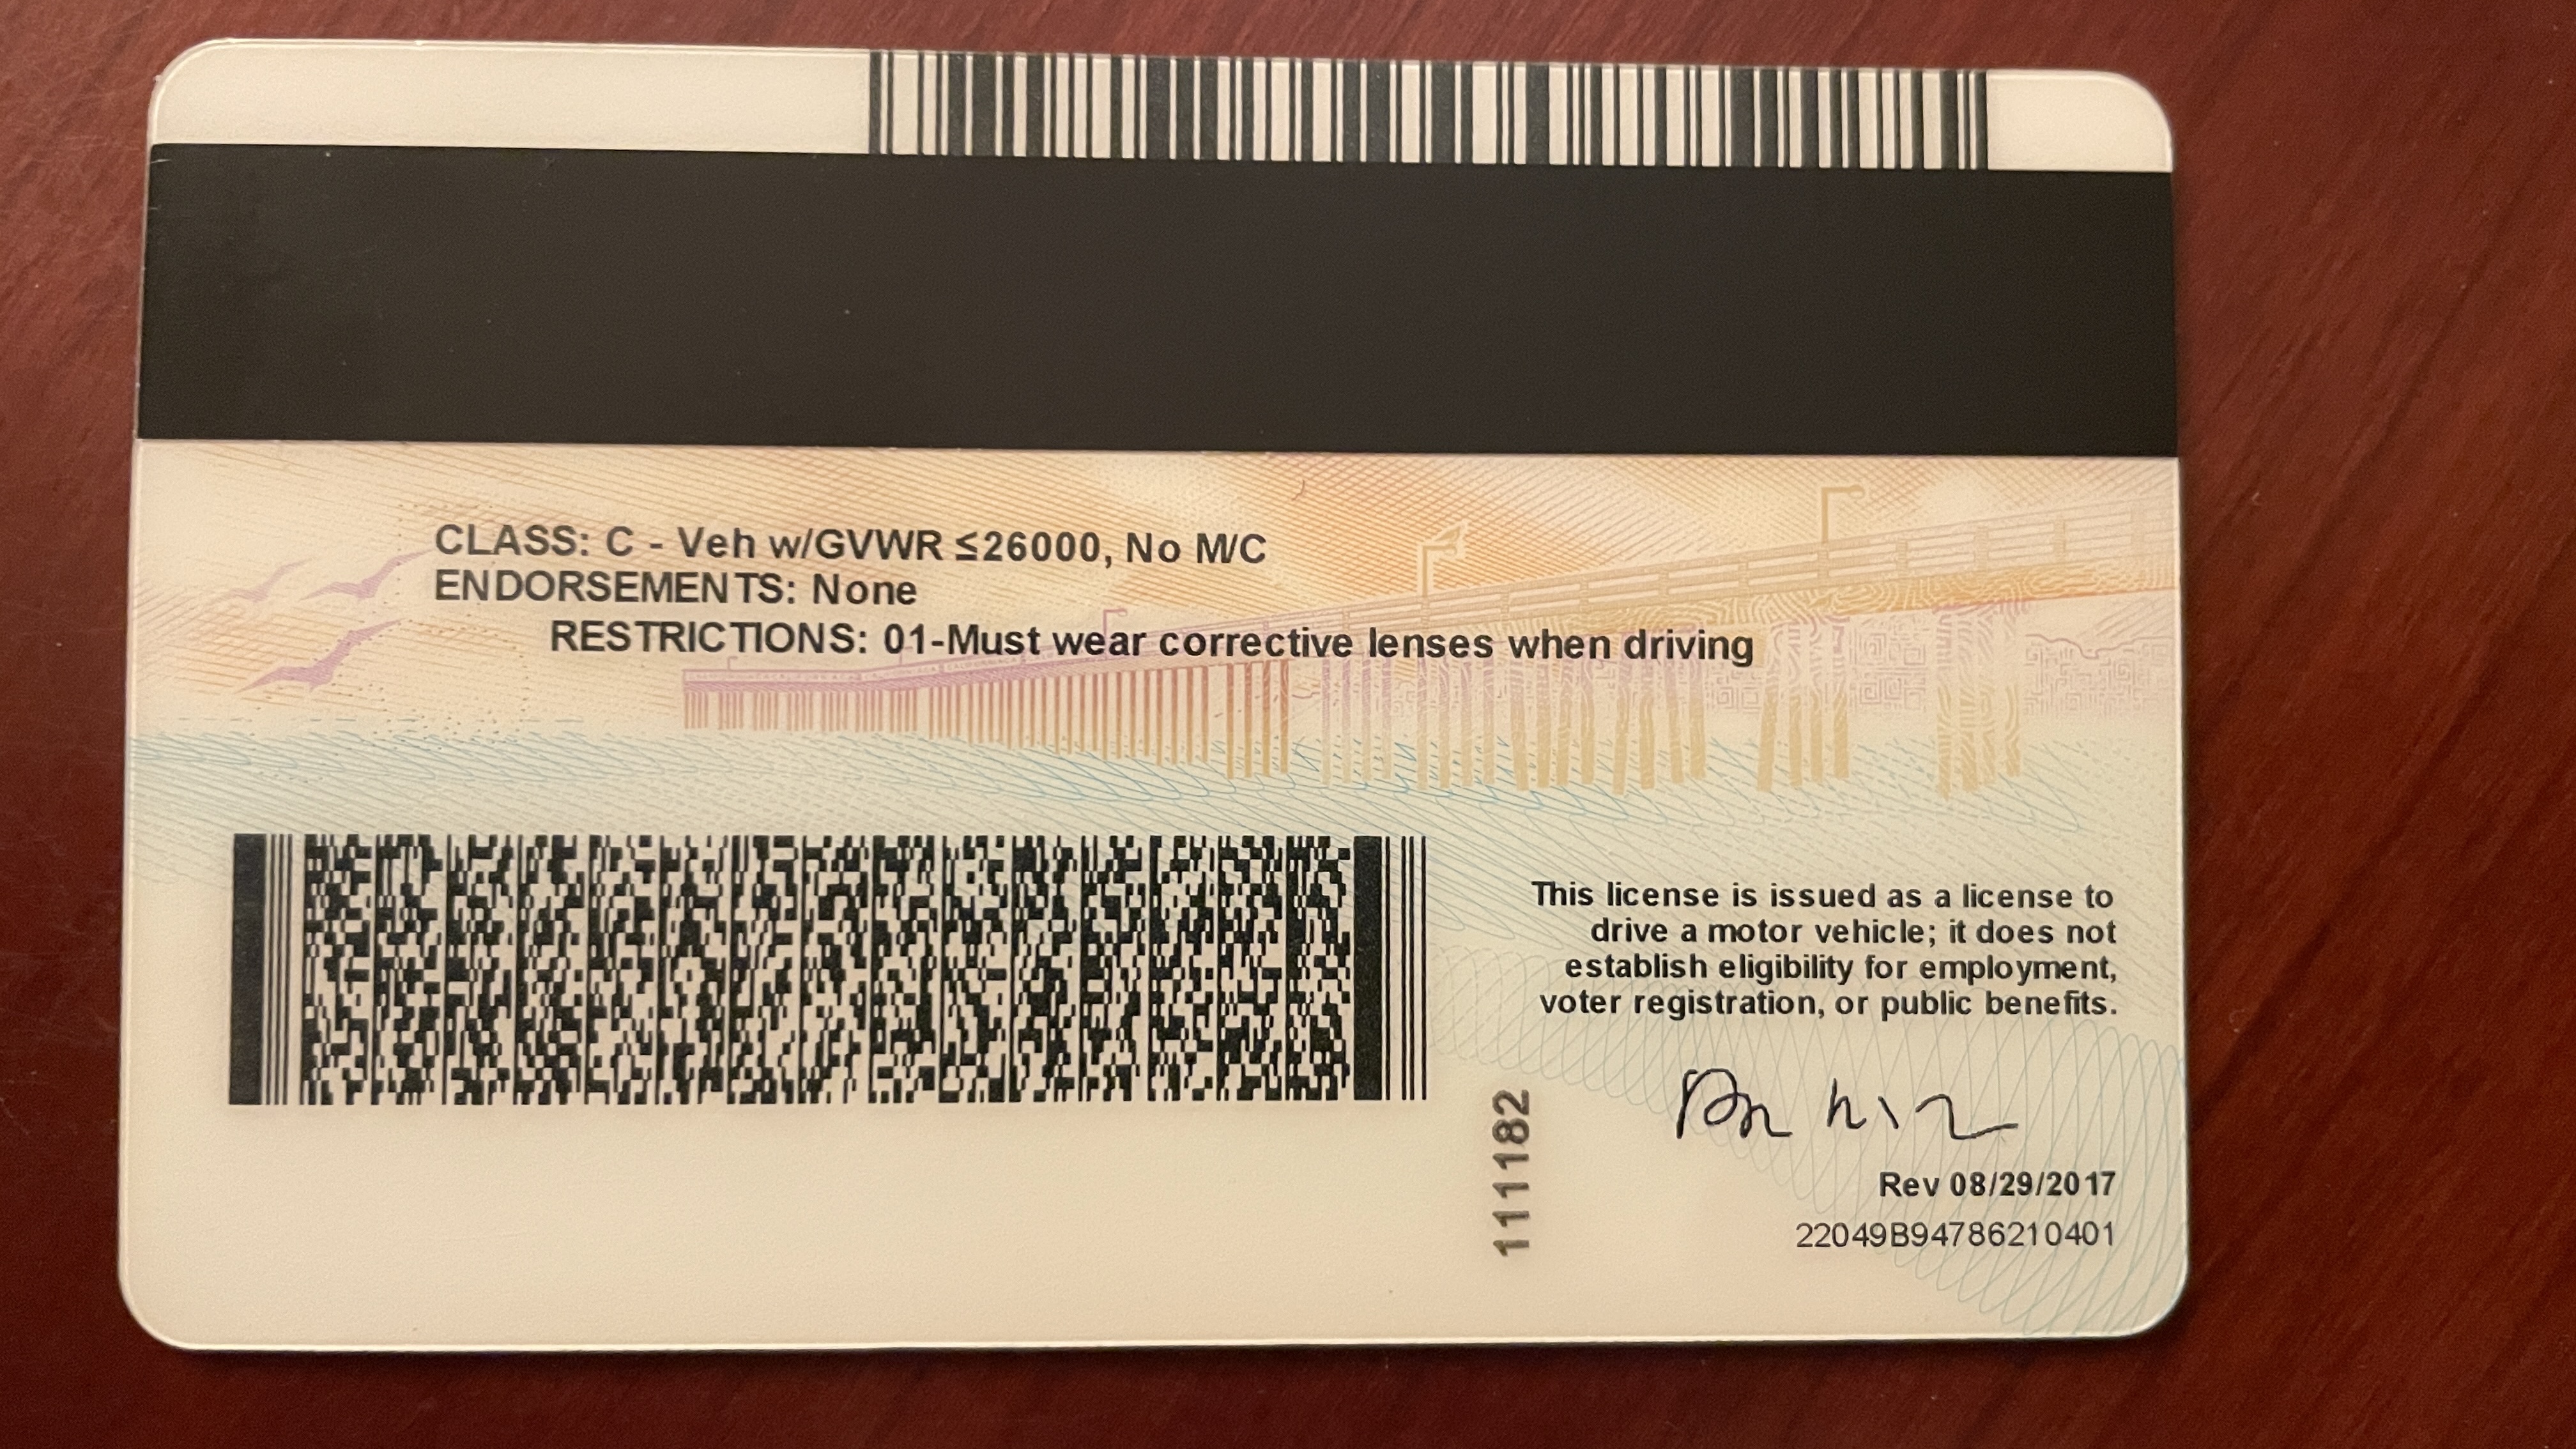 CLASS: C - Veh w/GVWR ≤26000, No M/C
ENDORSEMENTS: None
RESTRICTIONS: 01-Must wear corrective lenses when driving
This license is issued as a license to
drive a motor vehicle; it does not
establish eligibility for employment,
voter registration, or public benefits.
111182
Rev 08/29/2017
22049B94786210401